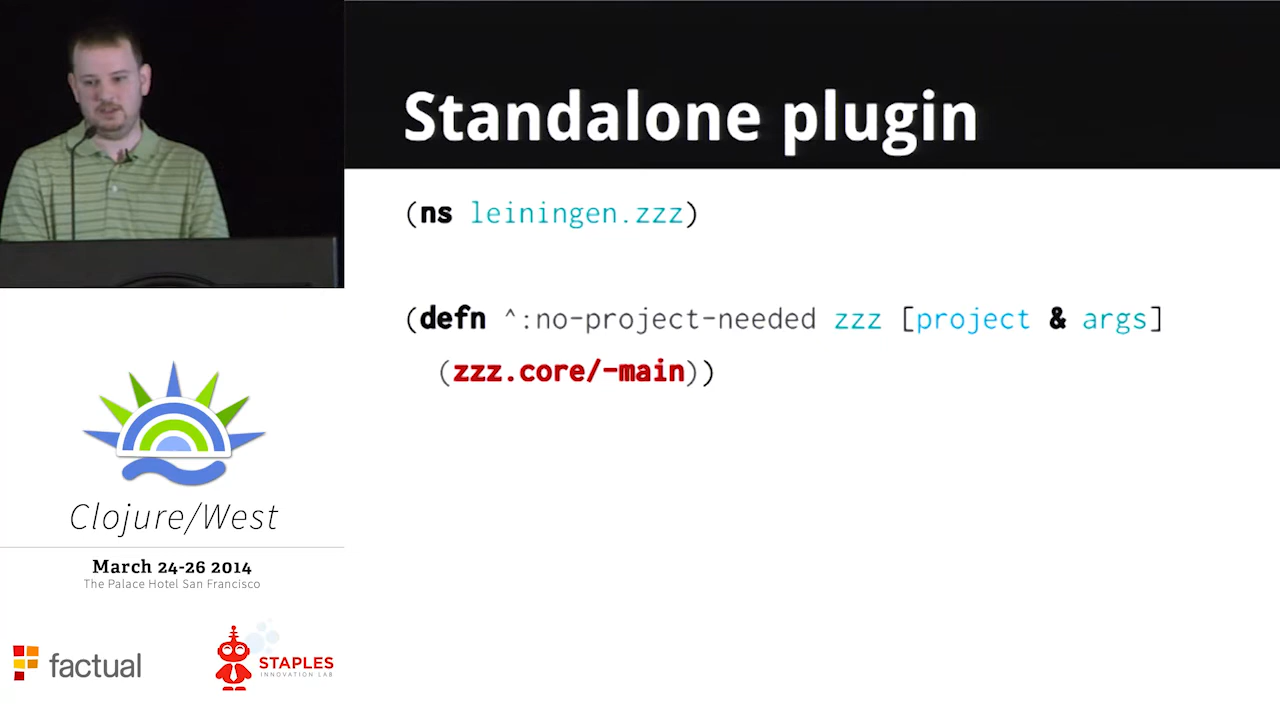 Standalone plugin
(ns leiningen.zzz)
(defn ^:no-project-needed zzz [project & args]
(zzz.core/-main))
Clojure/West
March 24-26 2014
The Palace Hotel San Francisco
factual
STAPLES
INNOVATION LAB